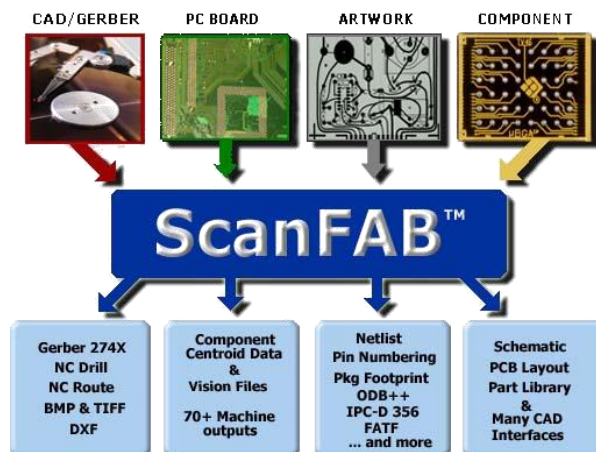 CAD/GERBER
PC BOARD
ARTWORK
COMPONENT
ScanFAB™
Gerber 274X
NC Drill
NC Route
BMP & TIFF
DXF
Component
Centroid Data
&
Vision Files
70+ Machine
outputs
Netlist
Pin Numbering
Pkg Footprint
ODB++
IPC-D 356
FATF
... and more
Schematic
PCB Layout
Part Library
&
Many CAD
Interfaces